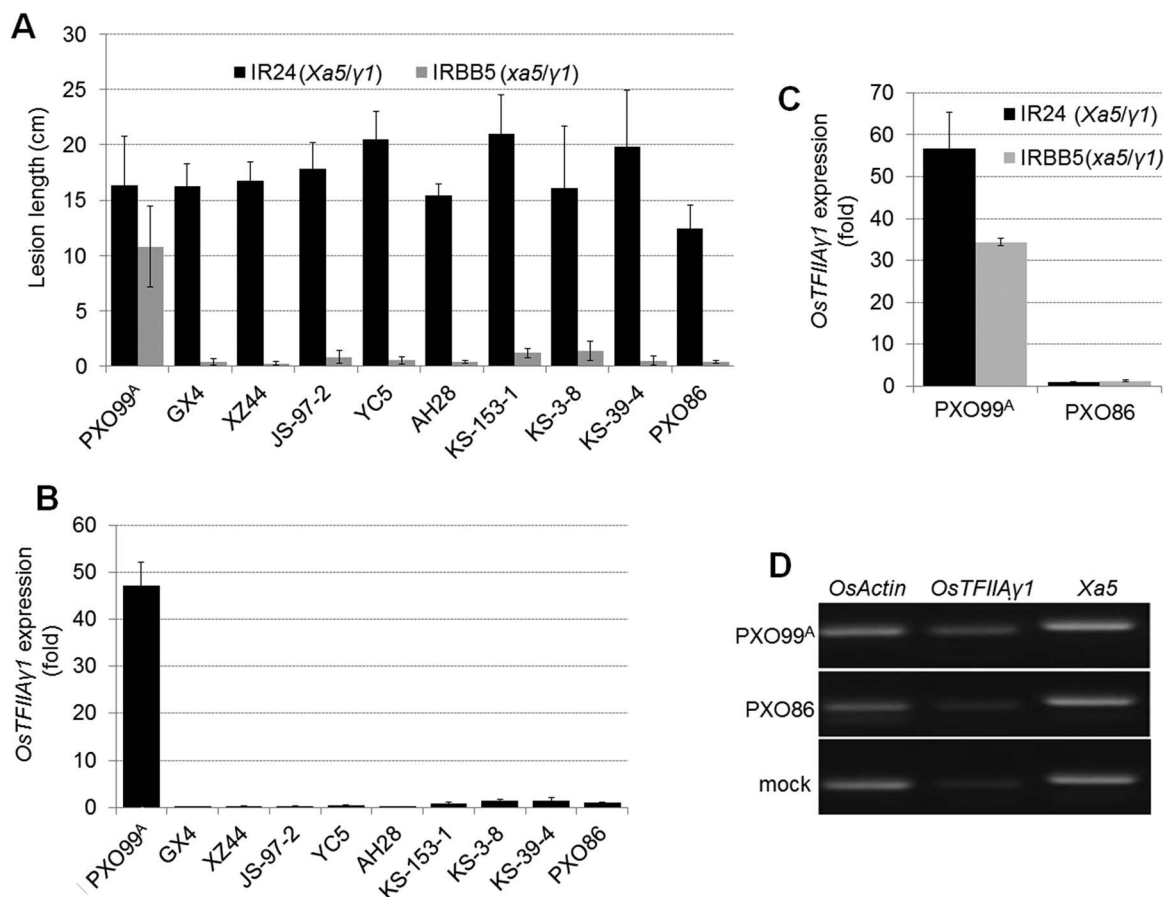 A
30
25
20
15
10
5
0
Lesion length (cm)
IR24 (Xa5/γ1)
IRBB5 (xa5/γ1)
PXO99A
GX4
XZ44
JS-97-2
YC5
AH28
KS-153-1
KS-3-8
KS-39-4
PXO86
B
60
50
40
30
20
10
0
OsTFIIAγ1 expression
(fold)
PXO99A
GX4
XZ44
JS-97-2
YC5
AH28
KS-153-1
KS-3-8
KS-39-4
PXO86
C
70
60
50
40
30
20
10
0
OsTFIIAγ1 expression
(fold)
IR24 (Xa5/γ1)
IRBB5(xa5/γ1)
PXO99A
PXO86
D
OsActin OsTFIIAγ1 Xa5
PXO99A
PXO86
mock